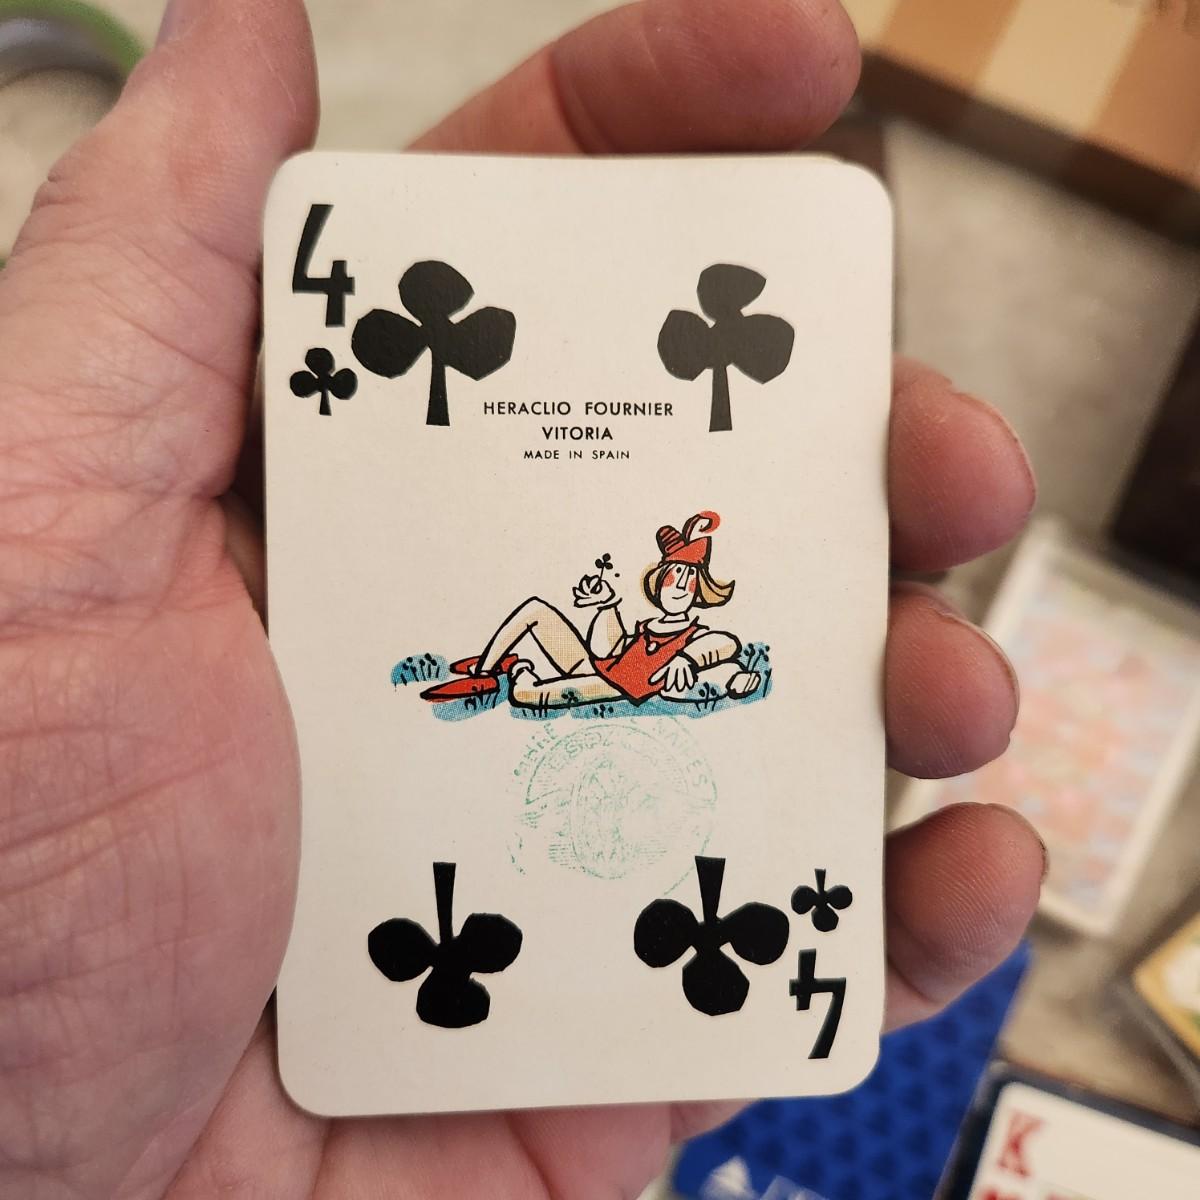 4
HERACLIO FOURNIER
VITORIA
MADE IN SPAIN
4
K